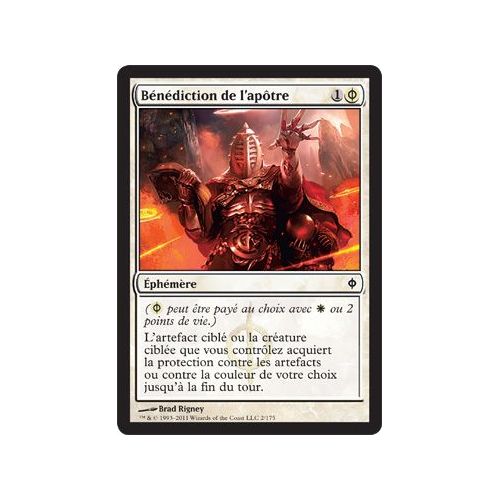 Bénédiction de l'apôtre 1
Éphémère
( peut être payé au choix avec ou 2
points de vie.)
L'artefact ciblé ou la créature
ciblée que vous contrôlez acquiert
la protection contre les artefacts
ou contre la couleur de votre choix
jusqu'à la fin du tour.
Brad Rigney
™ & © 1993–2011 Wizards of the Coast LLC 2/175